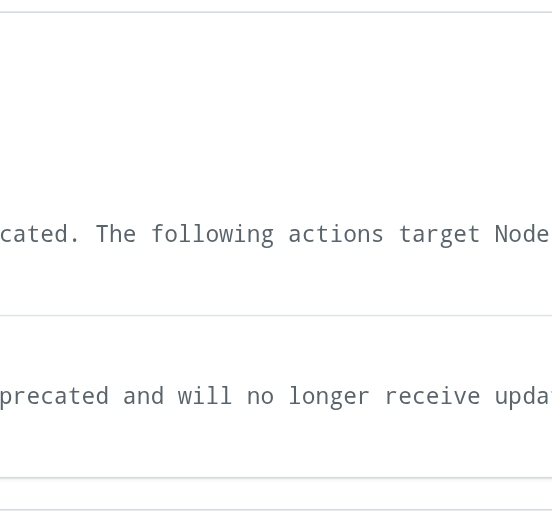 cated. The following actions target Node
precated and will no longer receive upda